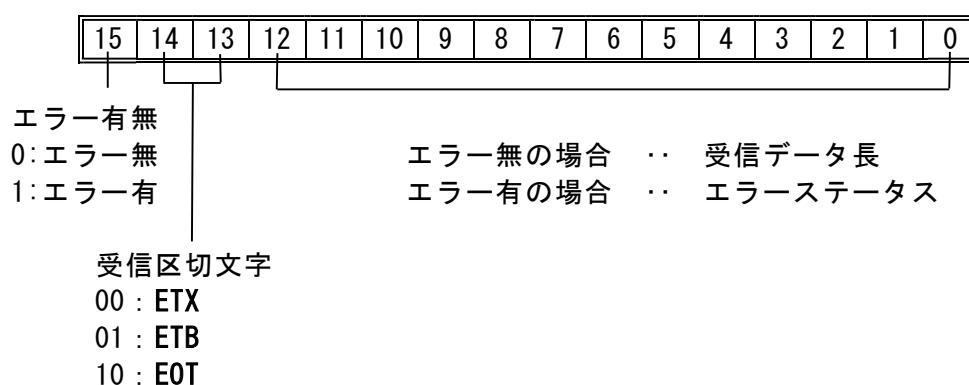 15 14 13 12 11 10 9 8 7 6 5 4 3 2 1 0
エラー有無
0:エラー無 エラー無の場合 ‥ 受信データ長
1:エラー有 エラー有の場合 ‥ エラーステータス
受信区切文字
00:ETX
01:ETB
10:EOT